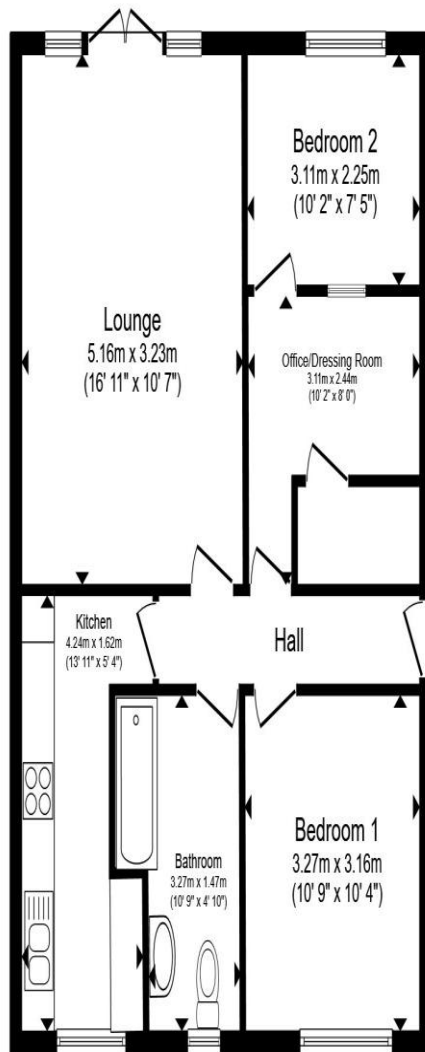 Bedroom 2
3.11m x 2.25m
(10' 2" x 7' 5")
Lounge
5.16m x 3.23m
(16' 11" x 10' 7")
Office/Dressing Room
3.11m x 2.44m
(10' 2" x 8' 0")
Kitchen
4.24m x 1.62m
(13' 11" x 5' 4")
Hall
Bathroom
3.27m x 1.47m
(10' 9" x 4' 10")
Bedroom 1
3.27m x 3.16m
(10' 9" x 10' 4")